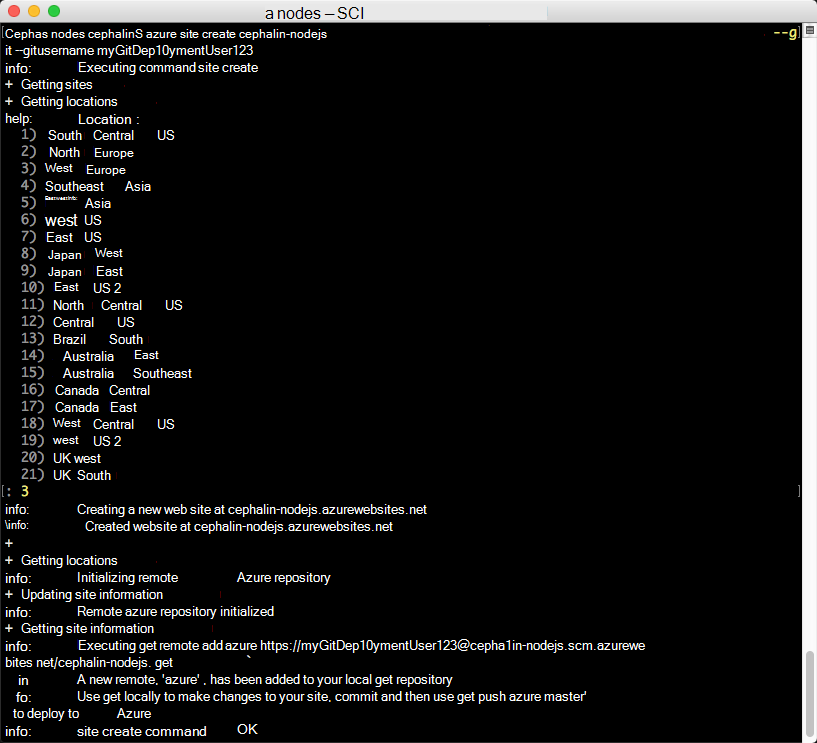 a nodes – SCI
[Cephas nodes cephalinS azure site create cephalin-nodejs --g]
it --gitusername myGitDep10ymentUser123
info: Executing command site create
+ Getting sites
+ Getting locations
help: Location :
1) South Central US
2) North Europe
3) West Europe
4) Southeast Asia
5) Asia
6) west US
7) East US
8) Japan West
9) Japan East
10) East US 2
11) North Central US
12) Central US
13) Brazil South
14) Australia East
15) Australia Southeast
16) Canada Central
17) Canada East
18) West Central US
19) west US 2
20) UK west
21) UK South
[: 3 ]
info: Creating a new web site at cephalin-nodejs.azurewebsites.net
\info: Created website at cephalin-nodejs.azurewebsites.net
+
+ Getting locations
info: Initializing remote Azure repository
+ Updating site information
info: Remote azure repository initialized
+ Getting site information
info: Executing get remote add azure https://myGitDep10ymentUser123@cepha1in-nodejs.scm.azurewe
bites net/cephalin-nodejs. get `
in A new remote, 'azure' , has been added to your local get repository
fo: Use get locally to make changes to your site, commit and then use get push azure master'
to deploy to Azure
info: site create command OK